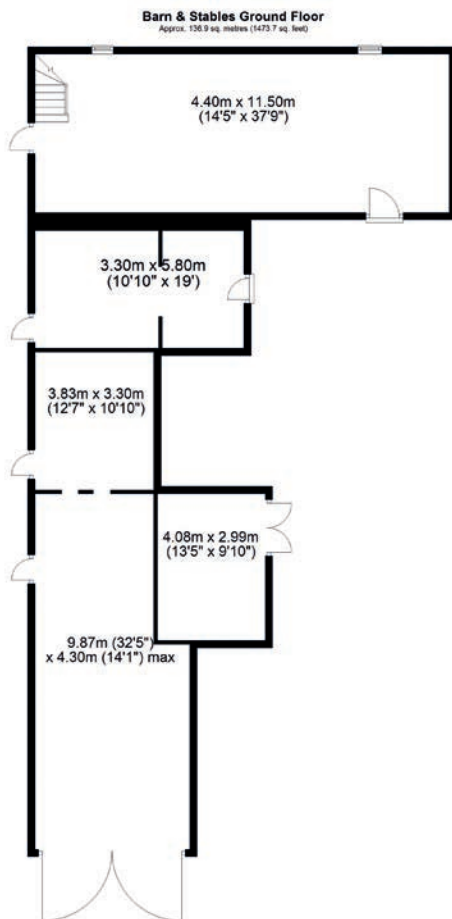 Barn & Stables Ground Floor
Approx. 136.9 sq. metres (1473.7 sq. feet)
4.40m x 11.50m
(14'5" x 37'9")
3.30m x 5.80m
(10'10" x 19')
3.83m x 3.30m
(12'7" x 10'10")
4.08m x 2.99m
(13'5" x 9'10")
9.87m (32'5")
x 4.30m (14'1") max